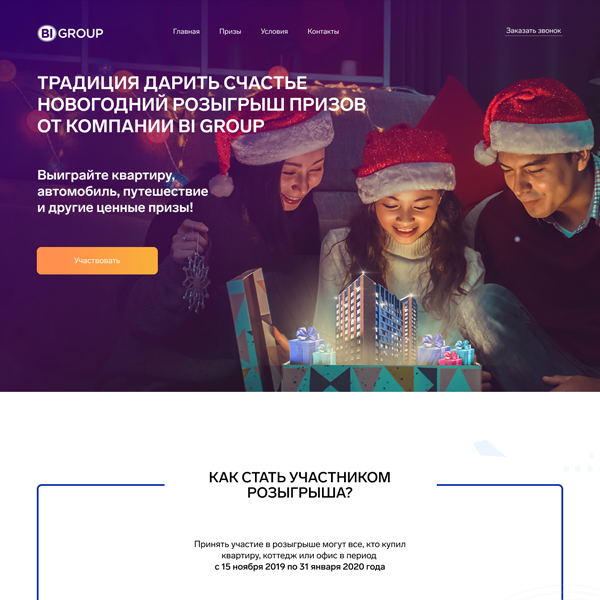 BI GROUP
Главная
Призы
Условия
Контакты
Заказать звонок
ТРАДИЦИЯ ДАРИТЬ СЧАСТЬЕ
НОВОГОДНИЙ РОЗЫГРЫШ ПРИЗОВ
ОТ КОМПАНИИ BI GROUP
Выиграйте квартиру,
автомобиль, путешествие
и другие ценные призы!
Участвовать
КАК СТАТЬ УЧАСТНИКОМ
РОЗЫГРЫША?
Принять участие в розыгрыше могут все, кто купил
квартиру, коттедж или офис в период
с 15 ноября 2019 по 31 января 2020 года